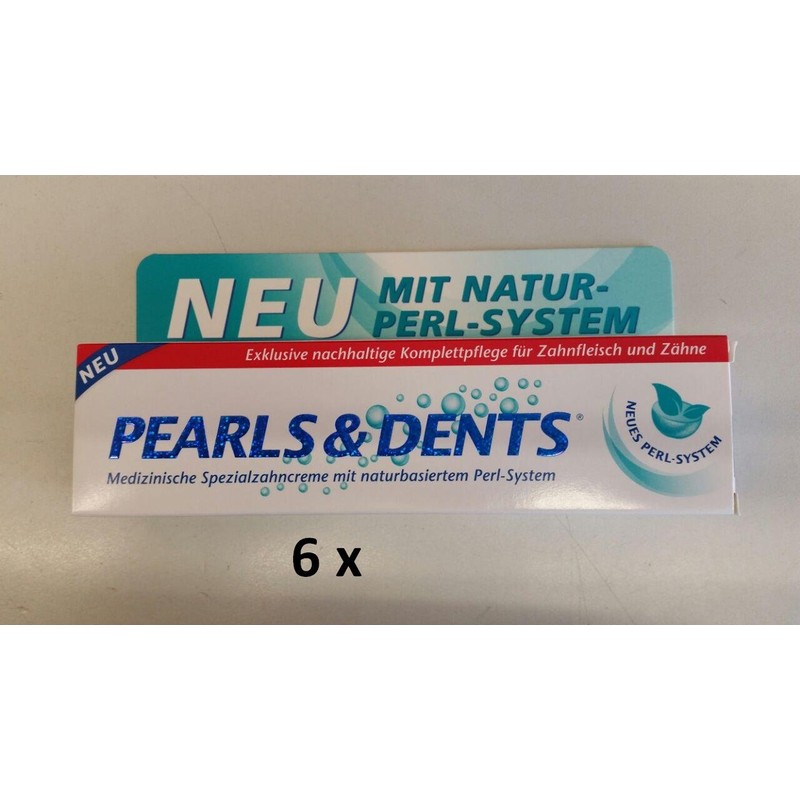 NEU
MIT NATUR-
PERL-SYSTEM
NEU
Exklusive nachhaltige Komplettpflege für Zahnfleisch und Zähne
PEARLS & DENTS®
Medizinische Spezialzahncreme mit naturbasiertem Perl-System
NEUES PERL-SYSTEM
6 x